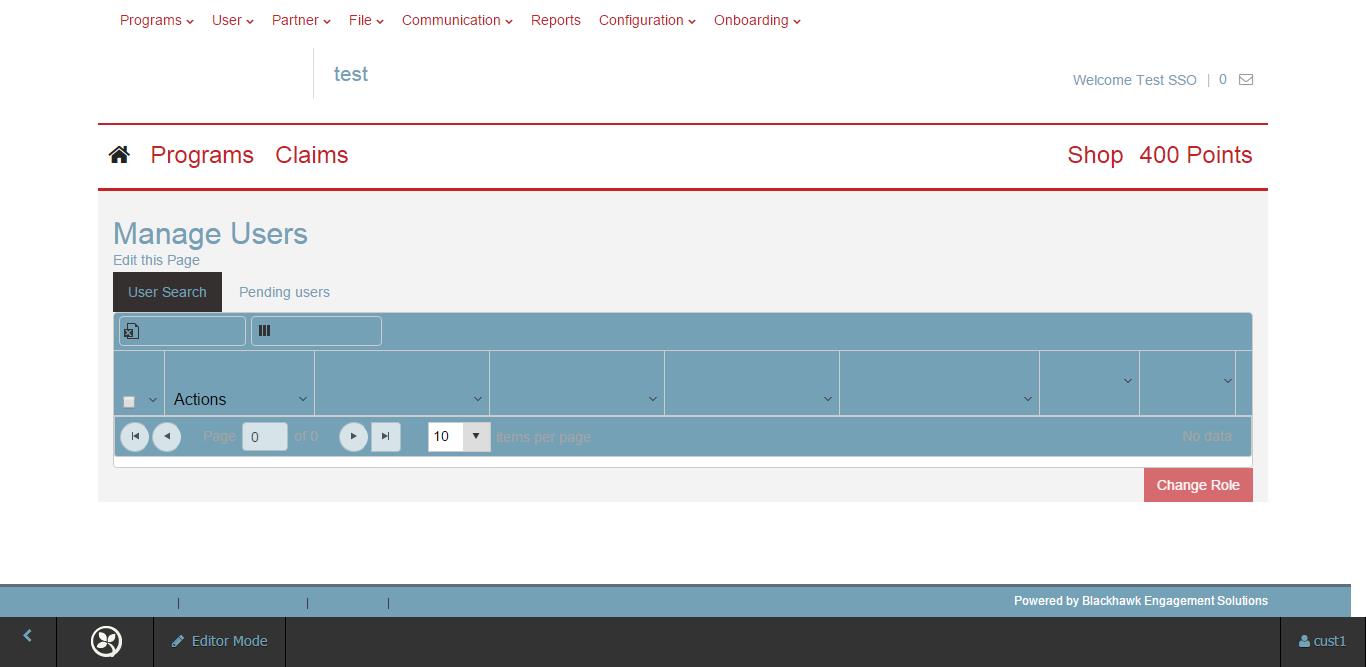 Programs User Partner File Communication Reports Configuration Onboarding
test
Welcome Test SSO | 0
Programs Claims Shop 400 Points
Manage Users
Edit this Page
User Search Pending users
Actions
Page 0 of 0 10 items per page No data
Change Role
| | |
Powered by Blackhawk Engagement Solutions
Editor Mode cust1